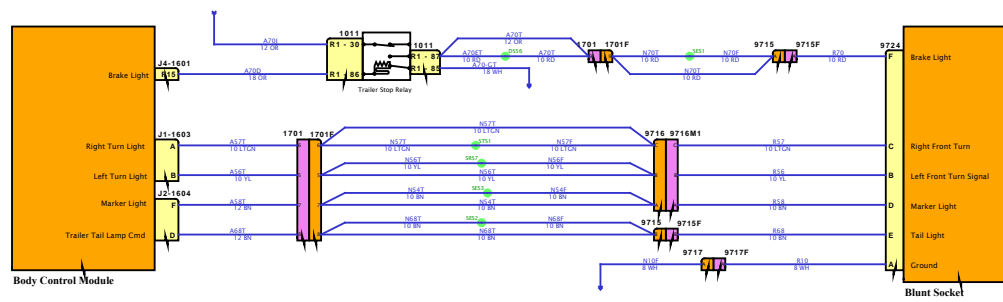 1011
A70J
12 OR
R1 - 30
1011
A70T
12 OR
1701 1701F
9715 9715F
9724
J4-1601
R1 - 87
A70ET
10 RD
DSS6
A70T
10 RD
N70T
10 RD
SES1
N70F
10 RD
R70
10 RD
F
Brake Light
Brake Light
R15
A70D
18 OR
R1 - 86
R1 - 85
A70-GT
18 WH
N70T
10 RD
Trailer Stop Relay
J1-1603
1701 1701F
N57T
10 LTGN
9716 9716M1
Right Turn Light
A
A57T
10 LTGN
N57T
10 LTGN
STS1
N57F
10 LTGN
R57
10 LTGN
C
Right Front Turn
N56T
10 YL
SRS7
N56F
10 YL
Left Turn Light
B
A56T
10 YL
N56T
10 YL
R56
10 YL
B
Left Front Turn Signal
J2-1604
N54T
10 BN
SES3
N54F
10 BN
Marker Light
F
A58T
12 BN
N54T
10 BN
R58
10 BN
D
Marker Light
N68T
10 BN
SES2
N68F
10 BN
9715 9715F
Trailer Tail Lamp Cmd
D
A68T
12 BN
N68T
10 BN
R68
10 BN
E
Tail Light
9717 9717F
N10F
8 WH
R10
8 WH
A
Ground
Body Control Module
Blunt Socket